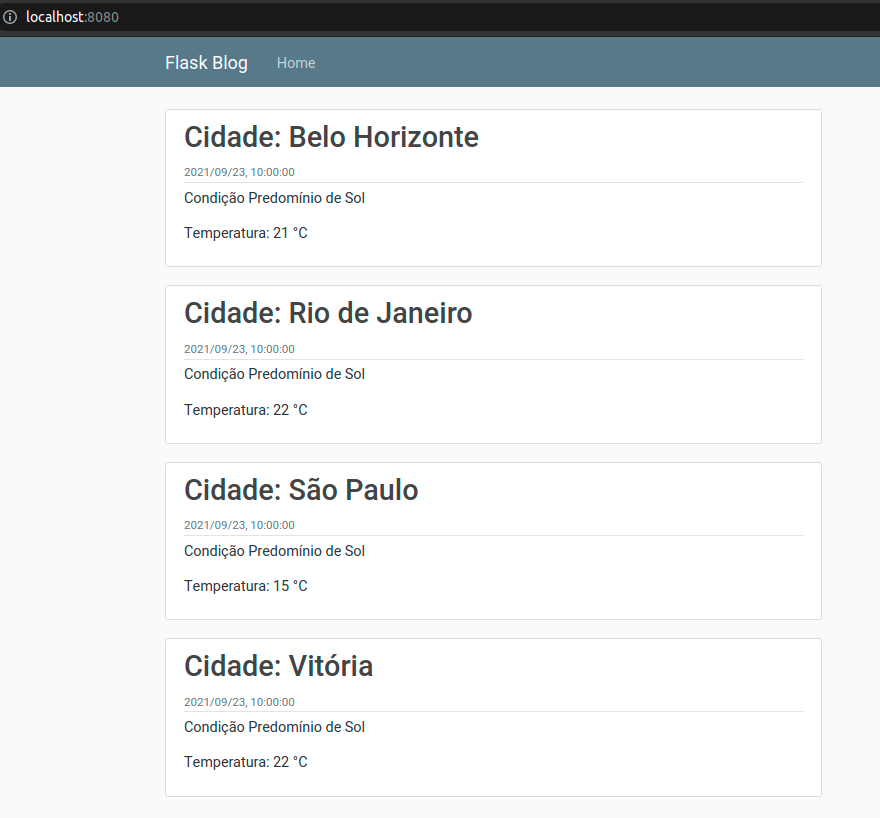 localhost:8080
Flask Blog Home
Cidade: Belo Horizonte
2021/09/23, 10:00:00
Condição Predomínio de Sol
Temperatura: 21 °C
Cidade: Rio de Janeiro
2021/09/23, 10:00:00
Condição Predomínio de Sol
Temperatura: 22 °C
Cidade: São Paulo
2021/09/23, 10:00:00
Condição Predomínio de Sol
Temperatura: 15 °C
Cidade: Vitória
2021/09/23, 10:00:00
Condição Predomínio de Sol
Temperatura: 22 °C